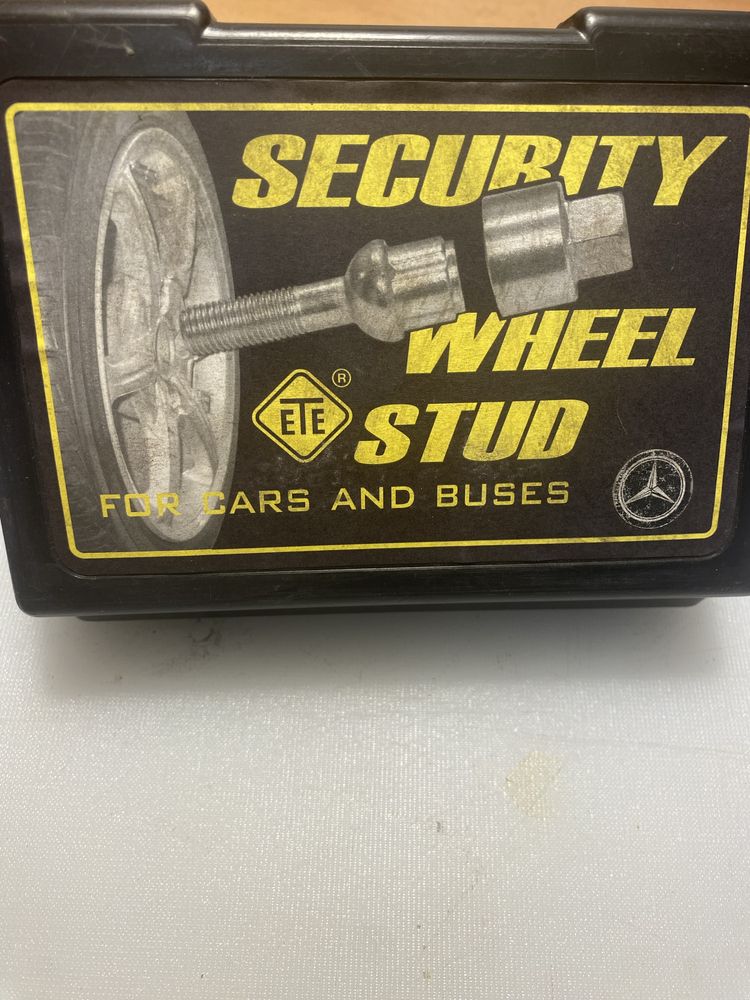 SECURITY
WHEEL
ETE ®
STUD
FOR CARS AND BUSES